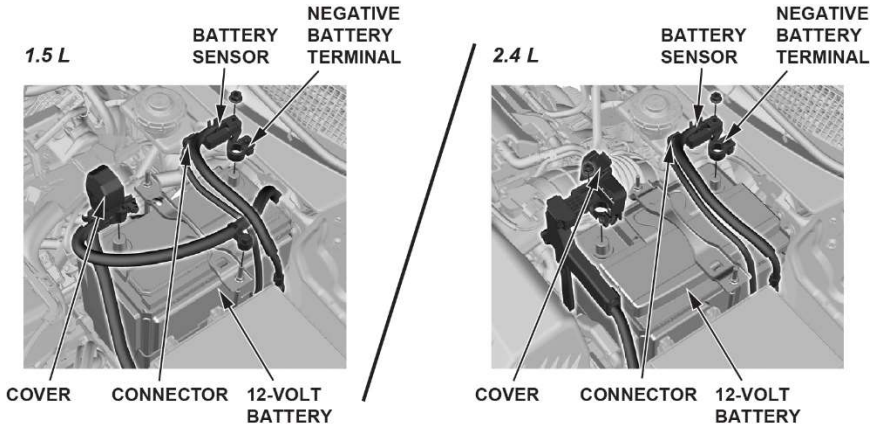 1.5 L
BATTERY
SENSOR
NEGATIVE
BATTERY
TERMINAL
COVER
CONNECTOR
12-VOLT
BATTERY
2.4 L
BATTERY
SENSOR
NEGATIVE
BATTERY
TERMINAL
COVER
CONNECTOR
12-VOLT
BATTERY